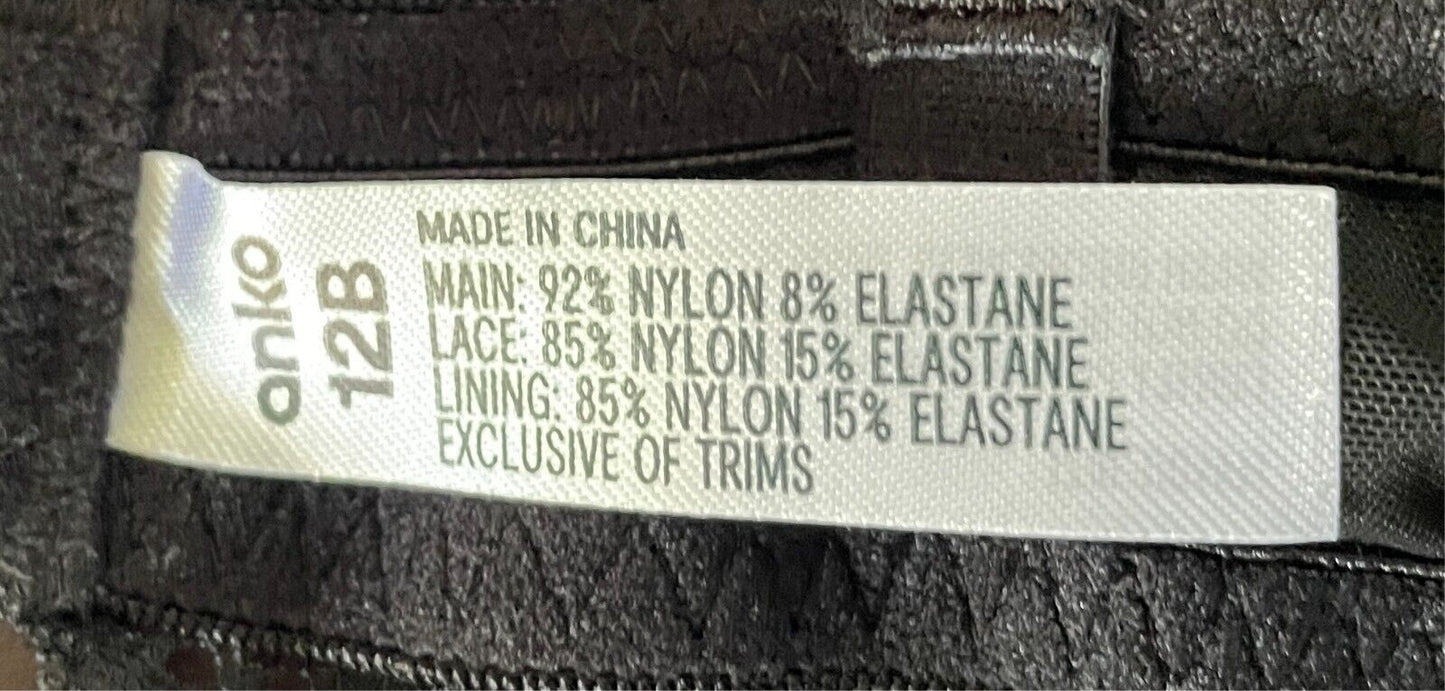 anko
12B
MADE IN CHINA
MAIN: 92% NYLON 8% ELASTANE
LACE: 85% NYLON 15% ELASTANE
LINING: 85% NYLON 15% ELASTANE
EXCLUSIVE OF TRIMS